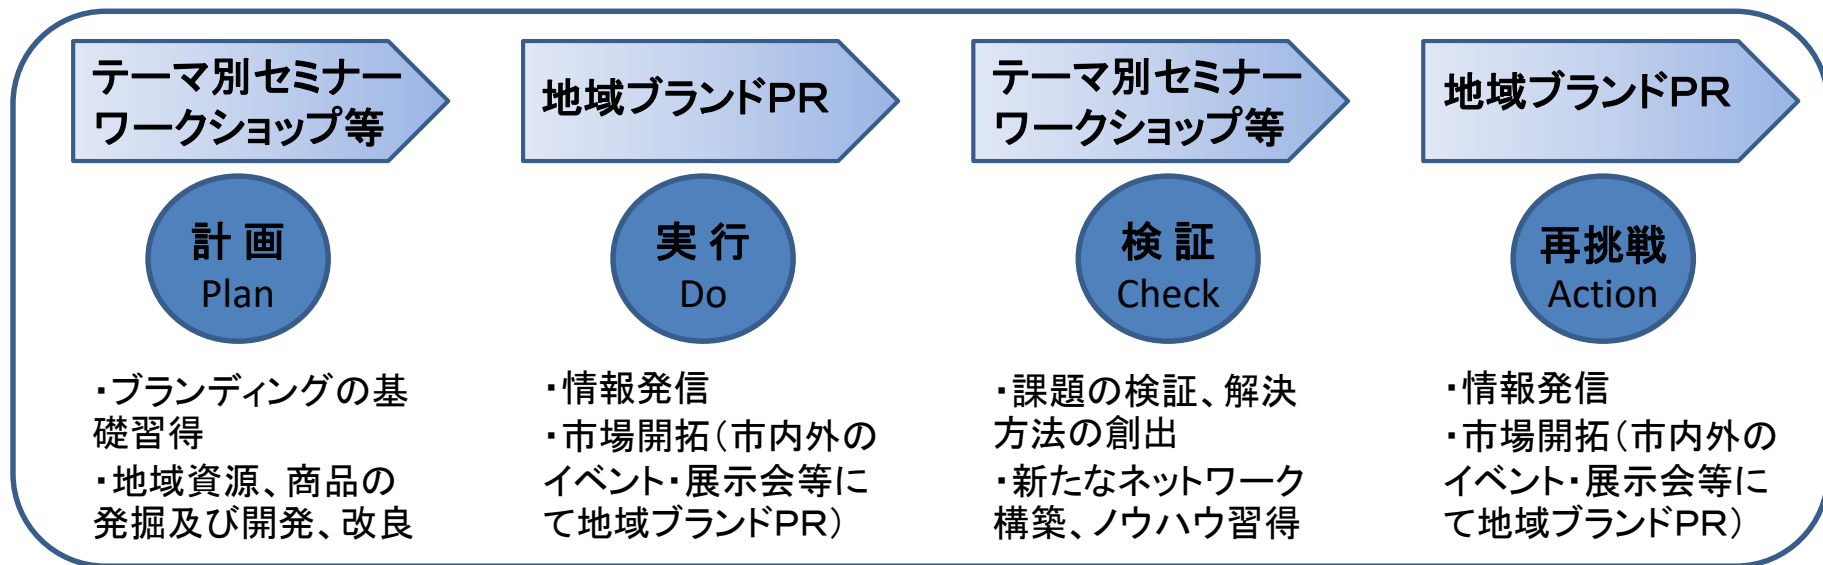 テーマ別セミナー
ワークショップ等
計 画
Plan
・ブランディングの基
礎習得
・地域資源、商品の
発掘及び開発、改良
地域ブランドPR
実 行
Do
・情報発信
・市場開拓(市内外の
イベント・展示会等に
て地域ブランドPR)
テーマ別セミナー
ワークショップ等
検 証
Check
・課題の検証、解決
方法の創出
・新たなネットワーク
構築、ノウハウ習得
地域ブランドPR
再挑戦
Action
・情報発信
・市場開拓(市内外の
イベント・展示会等に
て地域ブランドPR)